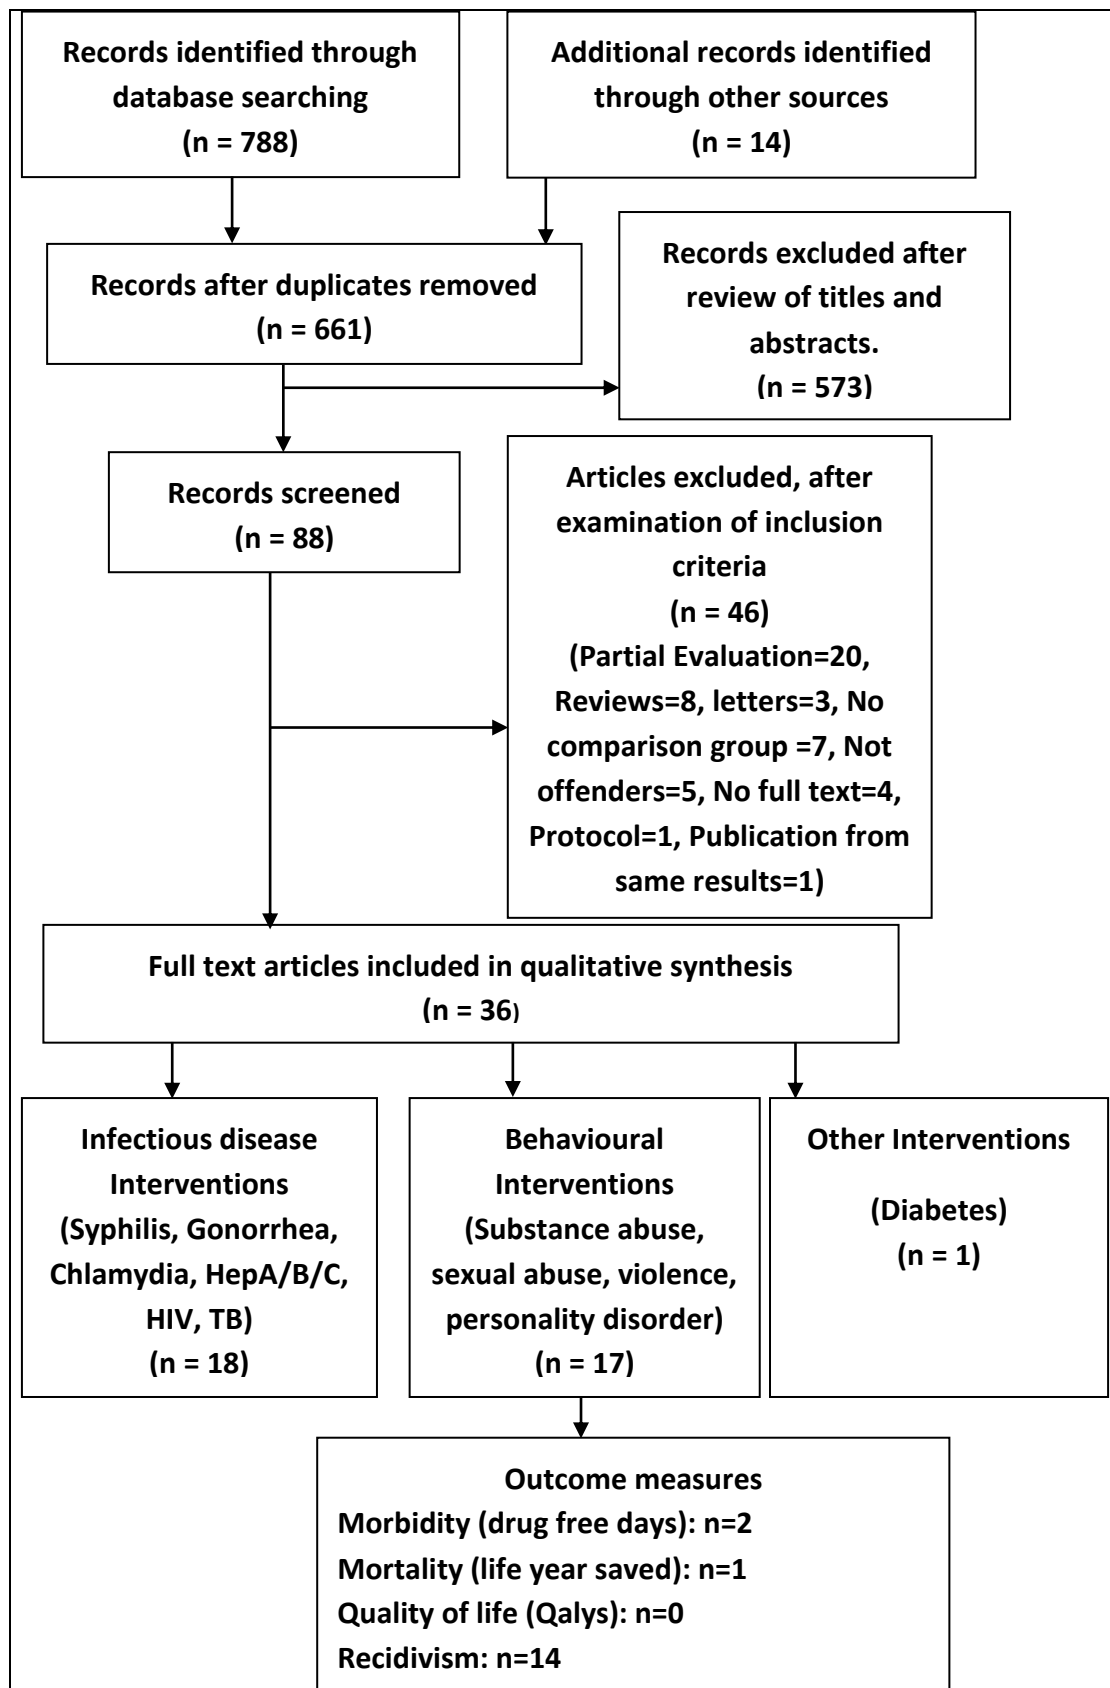 Records identified through
database searching
(n = 788)
Additional records identified
through other sources
(n = 14)
Records after duplicates removed
(n = 661)
Records excluded after
review of titles and
abstracts.
(n = 573)
Records screened
(n = 88)
Articles excluded, after
examination of inclusion
criteria
(n = 46)
(Partial Evaluation=20,
Reviews=8, letters=3, No
comparison group =7, Not
offenders=5, No full text=4,
Protocol=1, Publication from
same results=1)
Full text articles included in qualitative synthesis
(n = 36)
Infectious disease
Interventions
(Syphilis, Gonorrhea,
Chlamydia, HepA/B/C,
HIV, TB)
(n = 18)
Behavioural
Interventions
(Substance abuse,
sexual abuse, violence,
personality disorder)
(n = 17)
Other Interventions
(Diabetes)
(n = 1)
Outcome measures
Morbidity (drug free days): n=2
Mortality (life year saved): n=1
Quality of life (Qalys): n=0
Recidivism: n=14